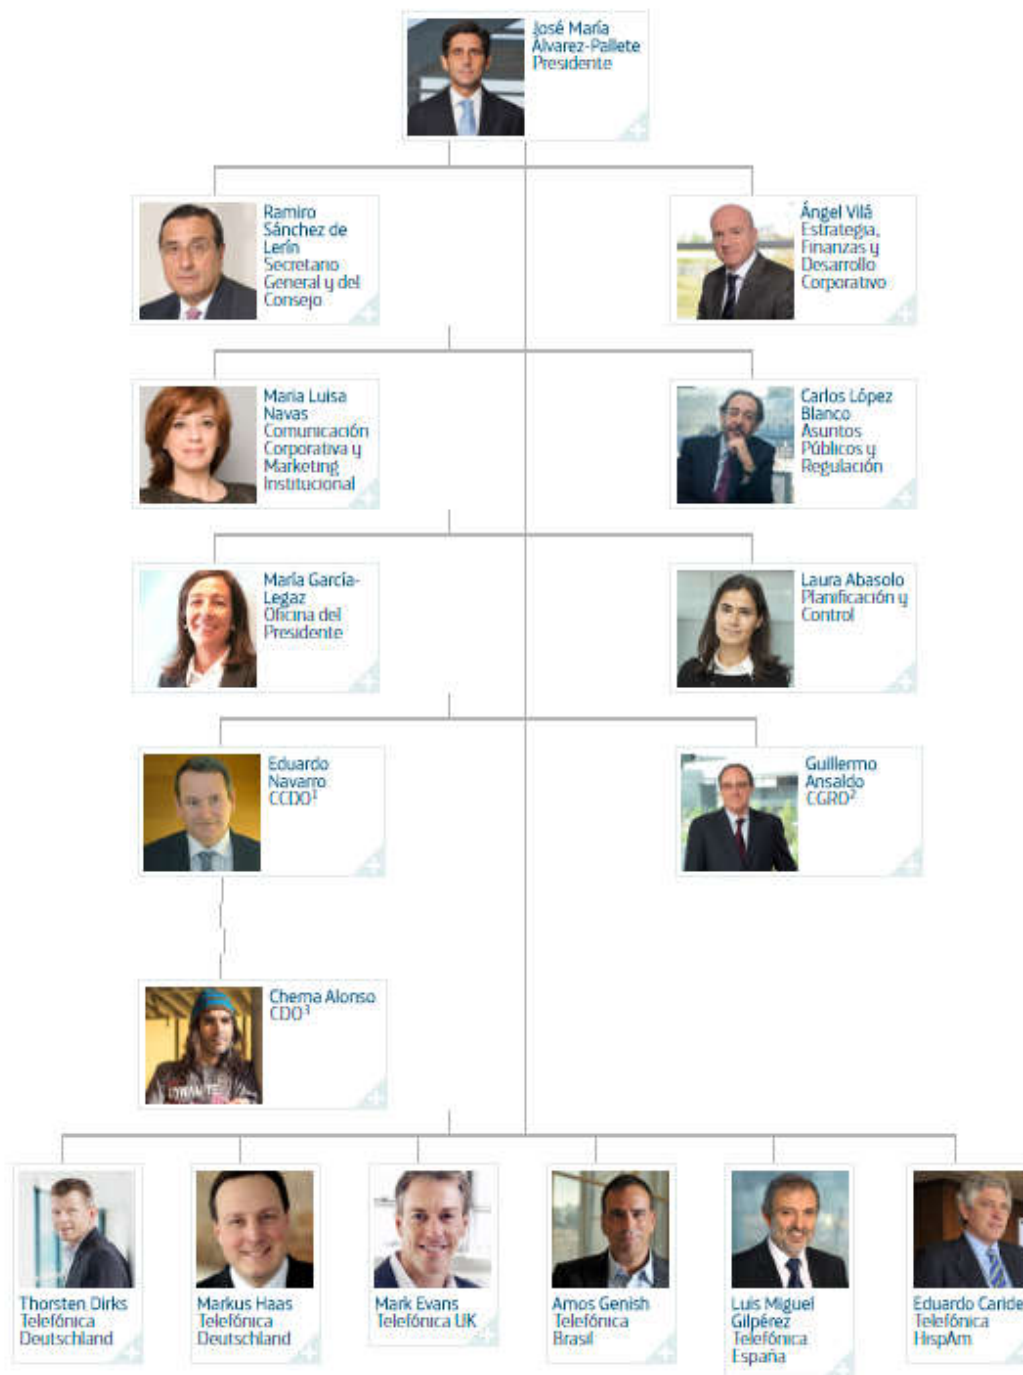 José María
Álvarez-Pallete
Presidente
Ramiro
Sánchez de
Lerín
Secretario
General y del
Consejo
Ángel Vilá
Estrategia,
Finanzas y
Desarrollo
Corporativo
Maria Luisa
Navas
Comunicación
Corporativa y
Marketing
Institucional
Carlos López
Blanco
Asuntos
Públicos y
Regulación
María García-
Legaz
Oficina del
Presidente
Laura Abasolo
Planificación y
Control
Eduardo
Navarro
CCDO¹
Guillermo
Ansaldo
CGRO²
Chema Alonso
CDO³
Thorsten Dirks
Telefónica
Deutschland
Markus Haas
Telefónica
Deutschland
Mark Evans
Telefónica UK
Amos Genish
Telefónica
Brasil
Luis Miguel
Gilpérez
Telefónica
España
Eduardo Caride
Telefónica
HispAm